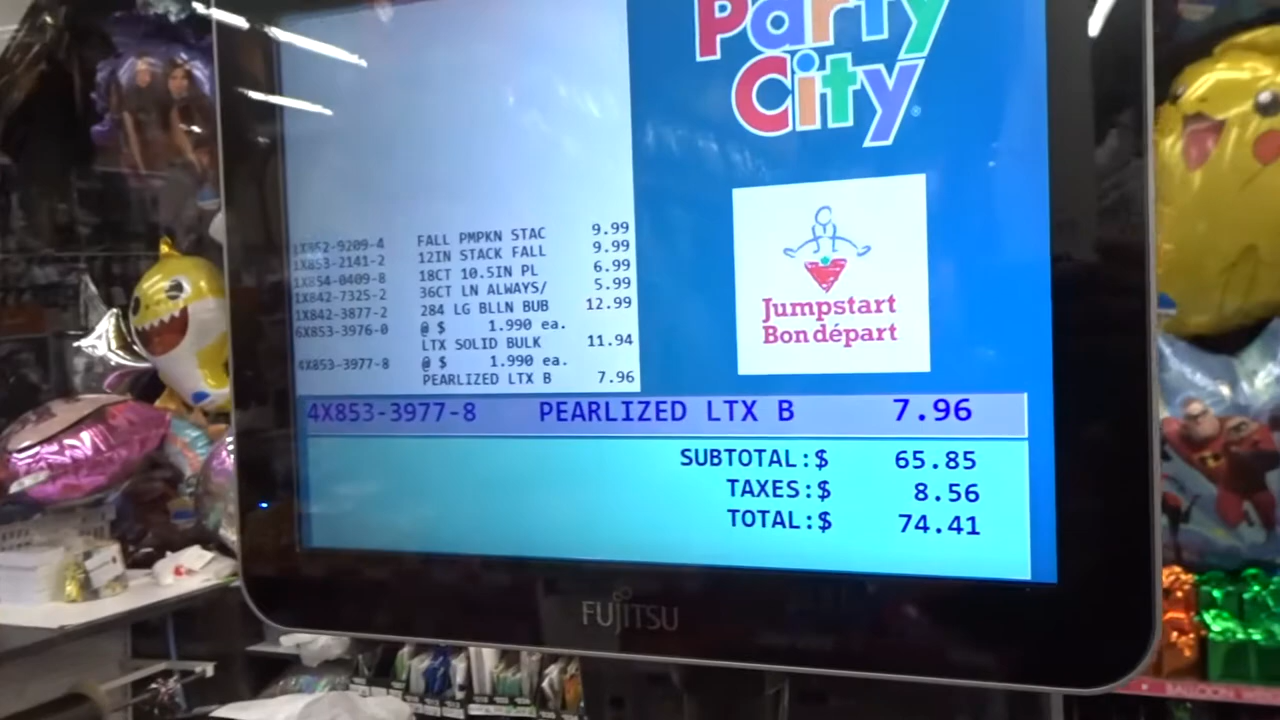 Party
City
1X852-9209-4 FALL PMPKN STAC 9.99
1X853-2141-2 12IN STACK FALL 9.99
1X854-0409-8 18CT 10.5IN PL 6.99
1X842-7325-2 36CT LN ALWAYS/ 5.99
1X842-3877-2 284 LG BLLN BUB 12.99
6X853-3976-0 @ $ 1.990 ea.
LTX SOLID BULK 11.94
4X853-3977-8 @ $ 1.990 ea.
PEARLIZED LTX B 7.96
Jumpstart
Bon départ
4X853-3977-8 PEARLIZED LTX B 7.96
SUBTOTAL:$ 65.85
TAXES:$ 8.56
TOTAL:$ 74.41
FUJITSU
BALLOON